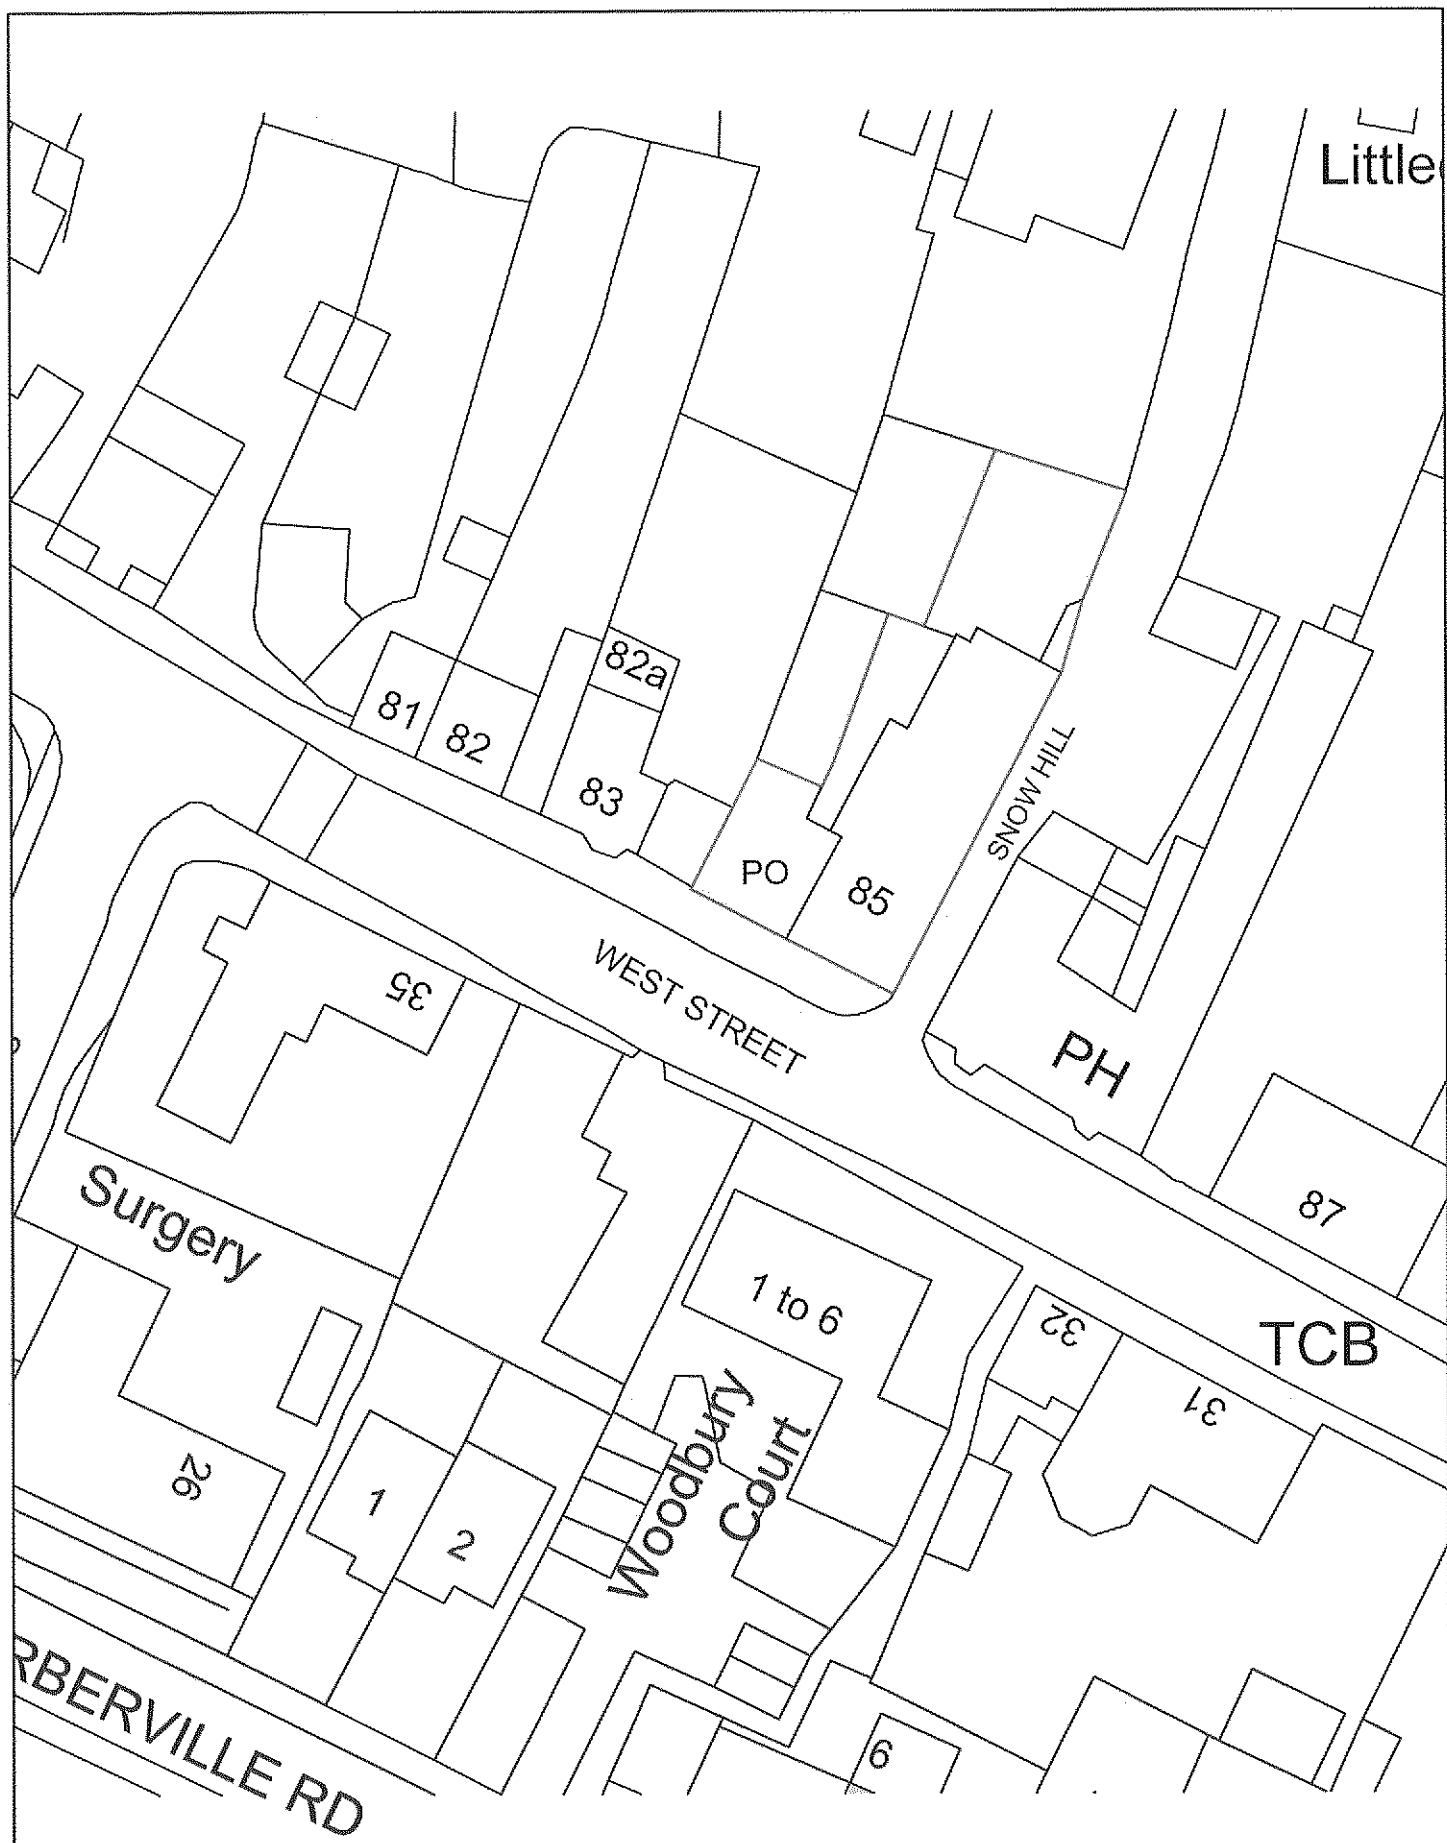 Little
82a
81
82
83
SNOW HILL
PO
85
WEST STREET
35
PH
Surgery
87
1 to 6
32
TCB
31
Woodbury
Court
26
1
2
RBERVILLE RD
6